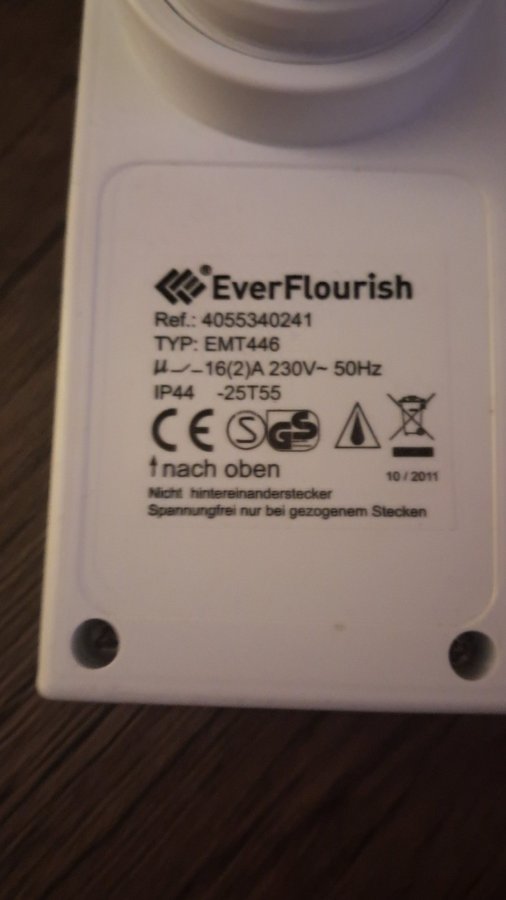 EverFlourish®
Ref.: 4055340241
TYP: EMT446
µ 16(2)A 230V~ 50Hz
IP44 -25T55
CE S GS
↑nach oben
10 / 2011
Nicht hintereinanderstecker
Spannungfrei nur bei gezogenem Stecken